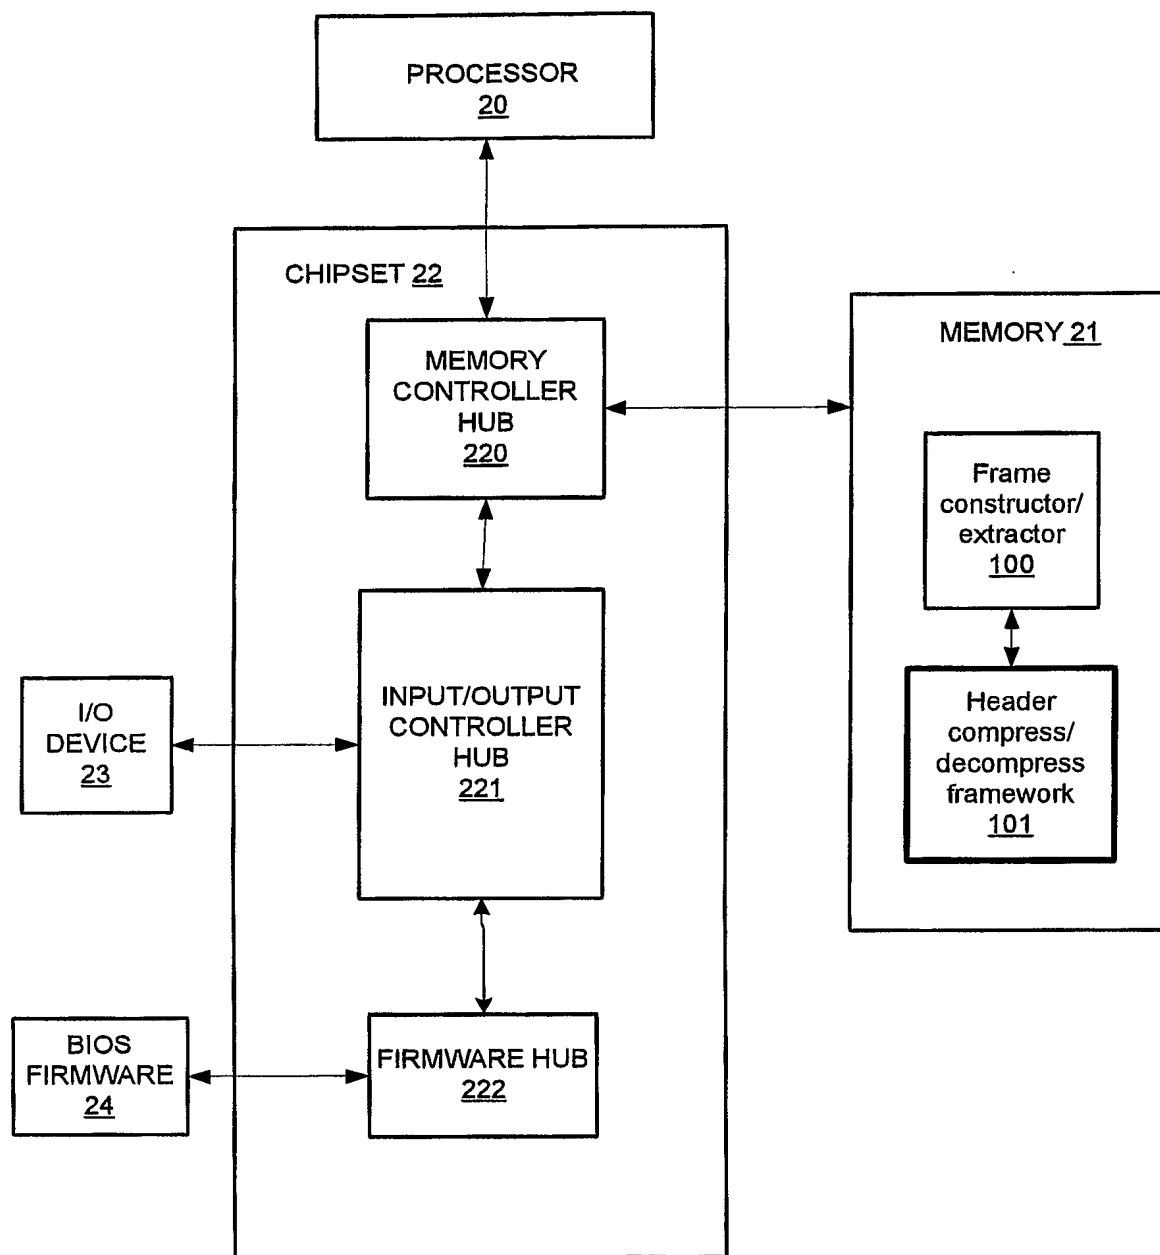 PROCESSOR
20
CHIPSET 22
MEMORY
CONTROLLER
HUB
220
MEMORY 21
Frame
constructor/
extractor
100
INPUT/OUTPUT
CONTROLLER
HUB
221
I/O
DEVICE
23
Header
compress/
decompress
framework
101
BIOS
FIRMWARE
24
FIRMWARE HUB
222